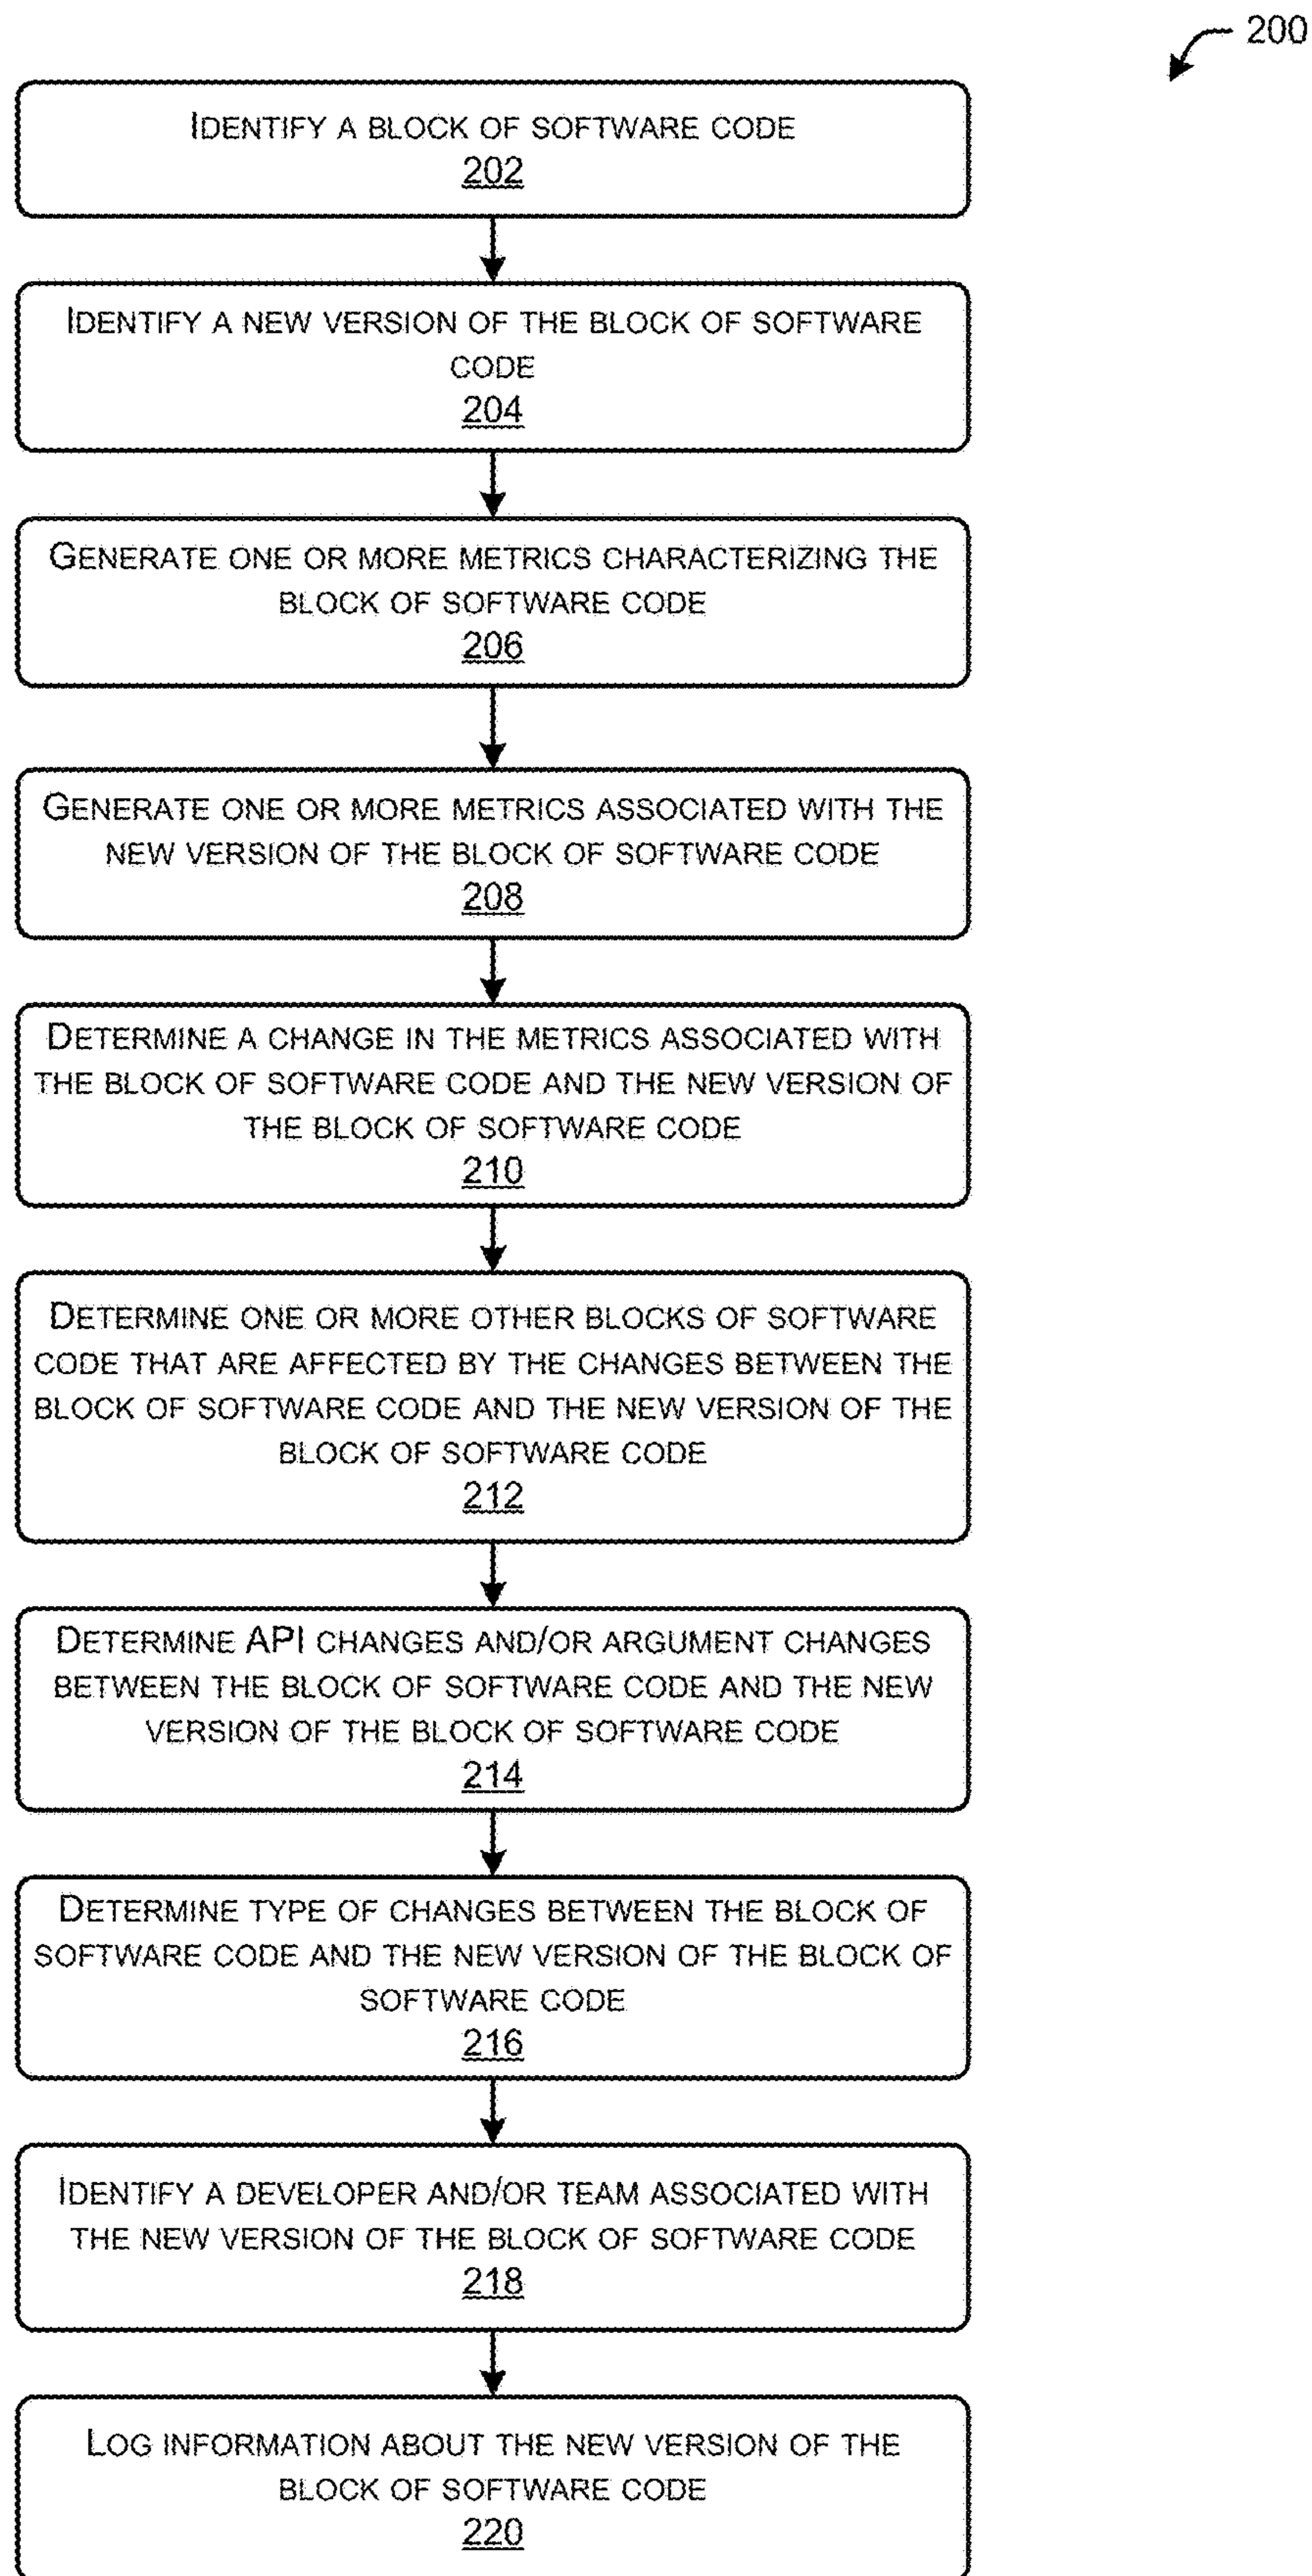 200
IDENTIFY A BLOCK OF SOFTWARE CODE
202
IDENTIFY A NEW VERSION OF THE BLOCK OF SOFTWARE
CODE
204
GENERATE ONE OR MORE METRICS CHARACTERIZING THE
BLOCK OF SOFTWARE CODE
206
GENERATE ONE OR MORE METRICS ASSOCIATED WITH THE
NEW VERSION OF THE BLOCK OF SOFTWARE CODE
208
DETERMINE A CHANGE IN THE METRICS ASSOCIATED WITH
THE BLOCK OF SOFTWARE CODE AND THE NEW VERSION OF
THE BLOCK OF SOFTWARE CODE
210
DETERMINE ONE OR MORE OTHER BLOCKS OF SOFTWARE
CODE THAT ARE AFFECTED BY THE CHANGES BETWEEN THE
BLOCK OF SOFTWARE CODE AND THE NEW VERSION OF THE
BLOCK OF SOFTWARE CODE
212
DETERMINE API CHANGES AND/OR ARGUMENT CHANGES
BETWEEN THE BLOCK OF SOFTWARE CODE AND THE NEW
VERSION OF THE BLOCK OF SOFTWARE CODE
214
DETERMINE TYPE OF CHANGES BETWEEN THE BLOCK OF
SOFTWARE CODE AND THE NEW VERSION OF THE BLOCK OF
SOFTWARE CODE
216
IDENTIFY A DEVELOPER AND/OR TEAM ASSOCIATED WITH
THE NEW VERSION OF THE BLOCK OF SOFTWARE CODE
218
LOG INFORMATION ABOUT THE NEW VERSION OF THE
BLOCK OF SOFTWARE CODE
220